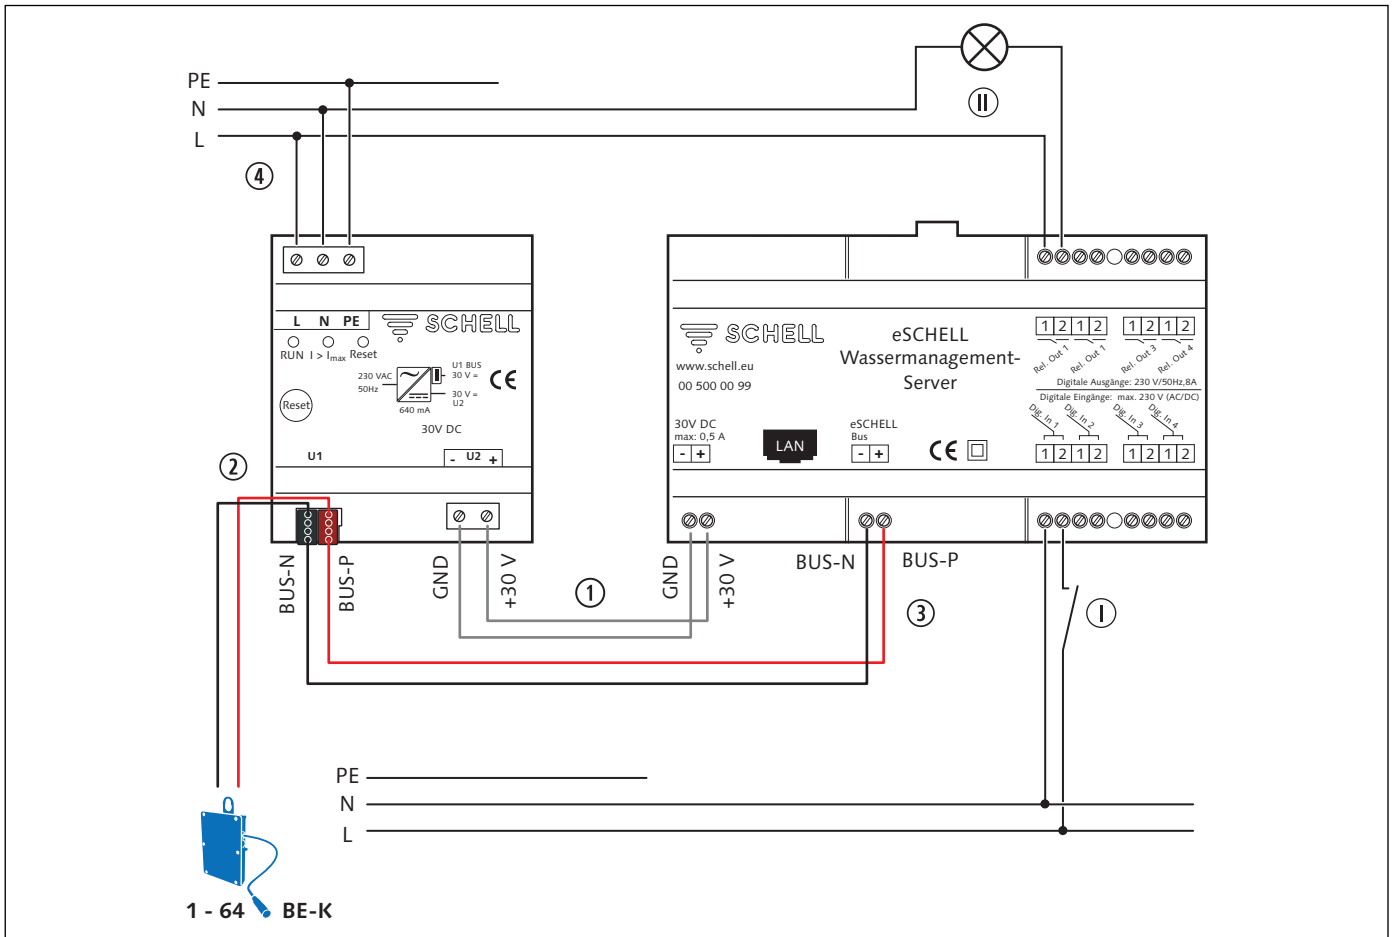 PE
N
L
II
4
L N PE
SCHELL
RUN I > Imax Reset
230 VAC
50Hz
U1 BUS
30 V =
30 V =
U2
640 mA
CE
Reset
30V DC
U1
- U2 +
2
BUS-N
BUS-P
GND
+30 V
1
SCHELL
www.schell.eu
00 500 00 99
eSCHELL
Wassermanagement-
Server
1 2 1 2 1 2 1 2
Rel. Out 1
Rel. Out 1
Rel. Out 3
Rel. Out 4
Digitale Ausgänge: 230 V/50Hz,8A
Digitale Eingänge: max. 230 V (AC/DC)
Dig. In 1
Dig. In 2
Dig. In 3
Dig. In 4
1 2 1 2 1 2 1 2
30V DC
max: 0,5 A
- +
LAN
eSCHELL
Bus
- +
CE
GND
+30 V
BUS-N
BUS-P
3
I
PE
N
L
1 - 64 BE-K